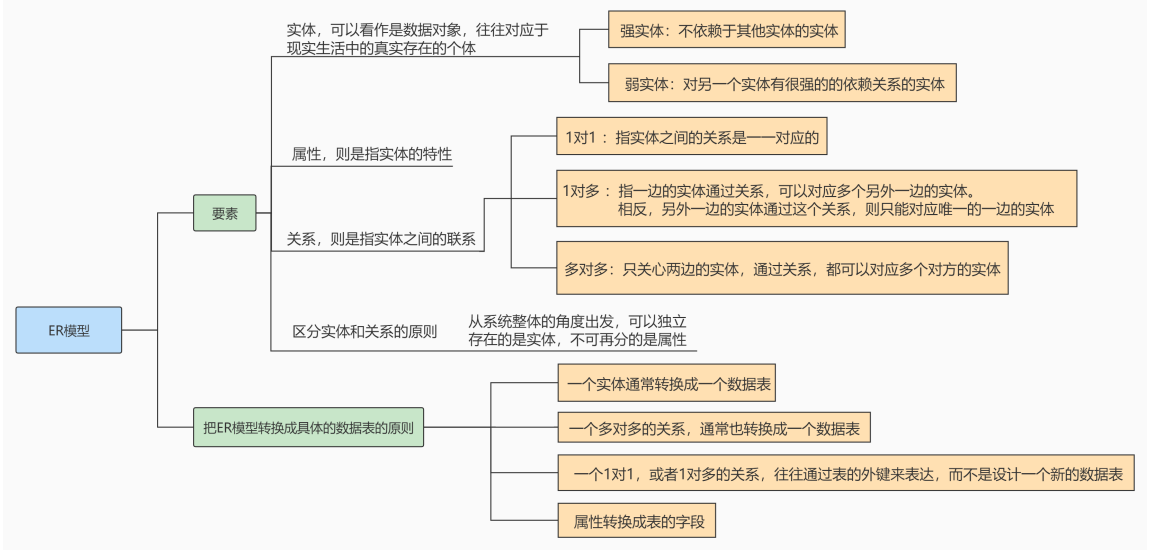 ER模型
要素
实体，可以看作是数据对象，往往对应于
现实生活中的真实存在的个体
强实体：不依赖于其他实体的实体
弱实体：对另一个实体有很强的的依赖关系的实体
属性，则是指实体的特性
关系，则是指实体之间的联系
1对1 ：指实体之间的关系是一一对应的
1对多 ：指一边的实体通过关系，可以对应多个另外一边的实体。
相反，另外一边的实体通过这个关系，则只能对应唯一的一边的实体
多对多：只关心两边的实体，通过关系，都可以对应多个对方的实体
区分实体和关系的原则
从系统整体的角度出发，可以独立
存在的是实体，不可再分的是属性
把ER模型转换成具体的数据表的原则
一个实体通常转换成一个数据表
一个多对多的关系，通常也转换成一个数据表
一个1对1，或者1对多的关系，往往通过表的外键来表达，而不是设计一个新的数据表
属性转换成表的字段